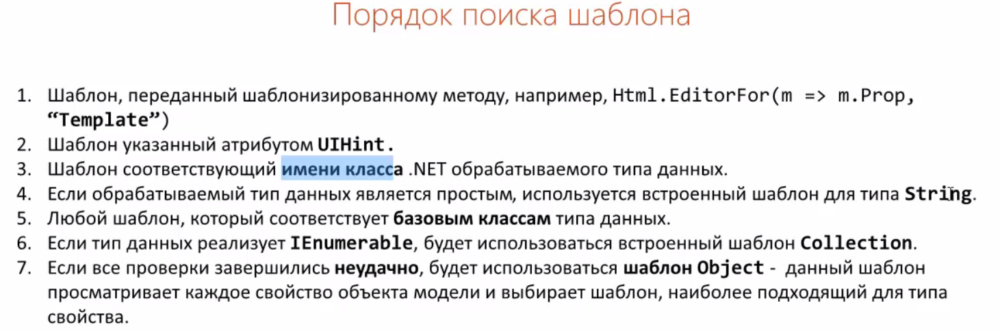 Порядок поиска шаблона
1. Шаблон, переданный шаблонизированному методу, например, Html.EditorFor(m => m.Prop,
“Template”)
2. Шаблон указанный атрибутом UIHint.
3. Шаблон соответствующий имени класса .NET обрабатываемого типа данных.
4. Если обрабатываемый тип данных является простым, используется встроенный шаблон для типа String.
5. Любой шаблон, который соответствует базовым классам типа данных.
6. Если тип данных реализует IEnumerable, будет использоваться встроенный шаблон Collection.
7. Если все проверки завершились неудачно, будет использоваться шаблон Object - данный шаблон
просматривает каждое свойство объекта модели и выбирает шаблон, наиболее подходящий для типа
свойства.